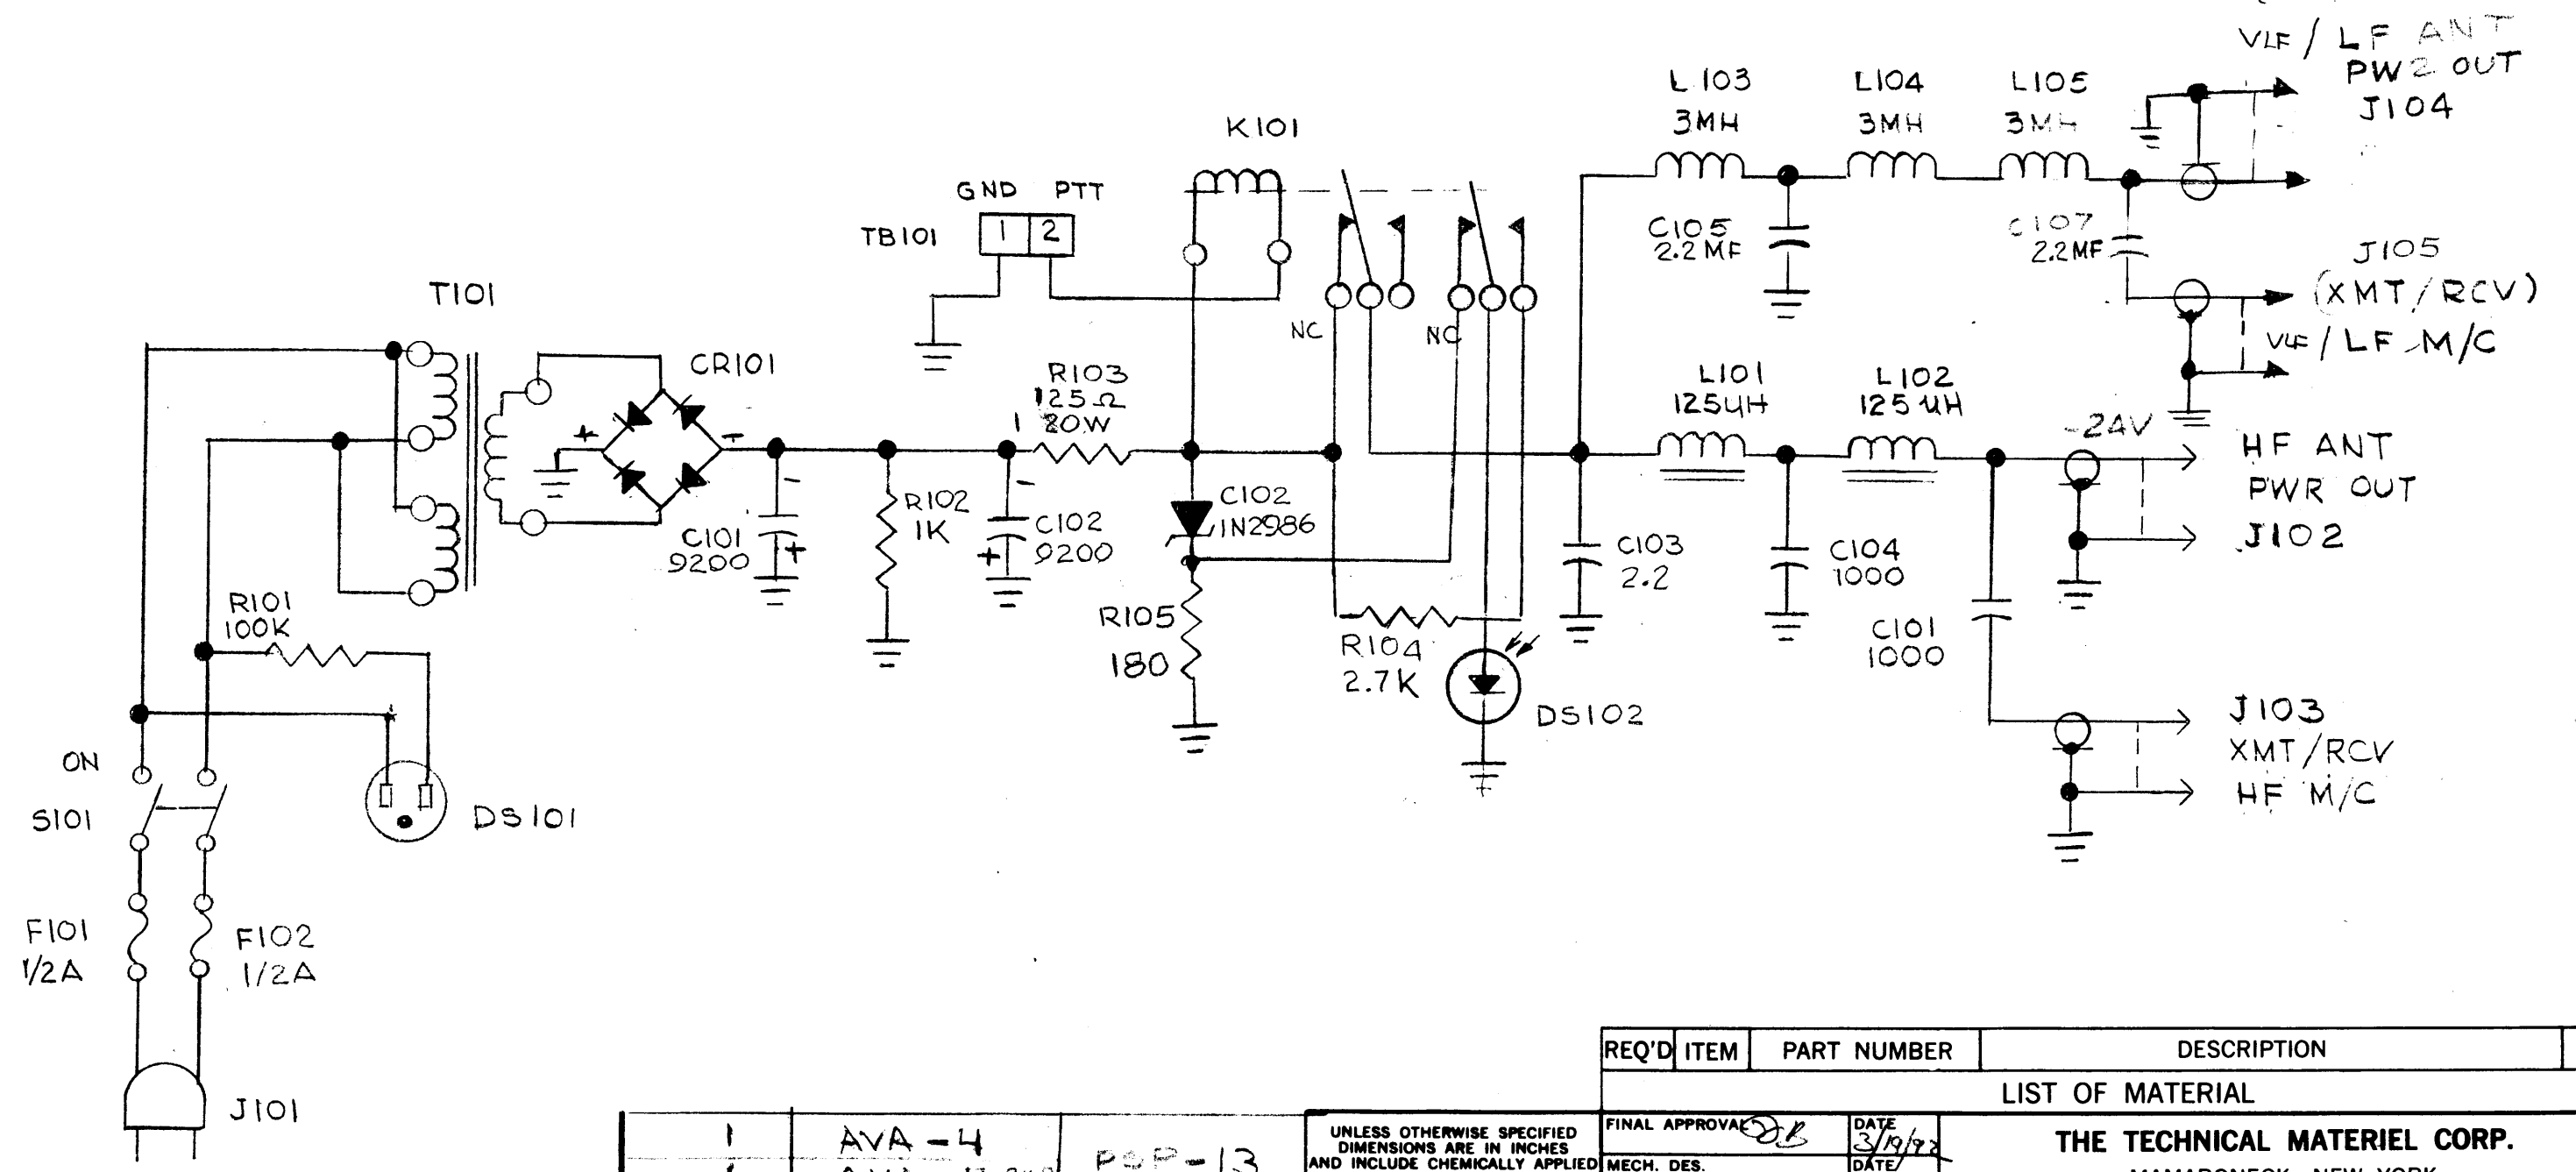 VLF / LF ANT
PW2 OUT
J104
L103
3MH
L104
3MH
L105
3MH
K101
GND PTT
TB101
1 2
C105
2.2MF
C107
2.2MF
J105
(XMT/RCV)
VLF / LF M/C
T101
CR101
R103
125Ω
20W
NC
NC
L101
125UH
L102
125UH
-24V
HF ANT
PWR OUT
J102
+
-
-
+
C101
9200
R102
1K
-
+
C102
9200
C102
1N2986
C103
2.2
C104
1000
R101
100K
R105
180
R104
2.7K
DS102
C101
1000
J103
XMT/RCV
HF M/C
ON
S101
DS101
F101
1/2A
F102
1/2A
J101
REQ'D ITEM PART NUMBER DESCRIPTION
LIST OF MATERIAL
1 AVA-4
PSP-13
UNLESS OTHERWISE SPECIFIED
DIMENSIONS ARE IN INCHES
AND INCLUDE CHEMICALLY APPLIED
FINAL APPROVAL
DATE
MECH. DES.
DATE
THE TECHNICAL MATERIEL CORP.
MAMARONECK, NEW YORK